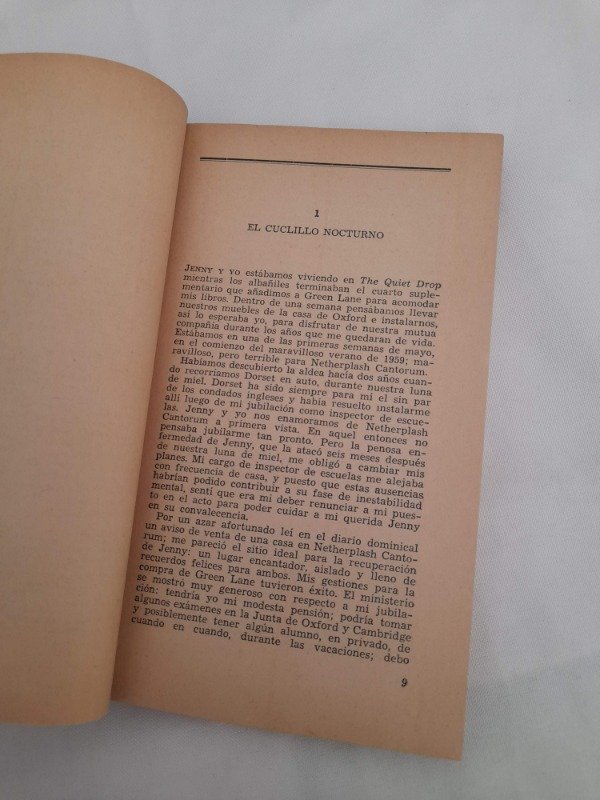 1
EL CUCLILLO NOCTURNO
JENNY Y YO estábamos viviendo en The Quiet Drop
mientras los albañiles terminaban el cuarto suple-
mentario que añadimos a Green Lane para acomodar
mis libros. Dentro de una semana pensábamos llevar
nuestros muebles de la casa de Oxford e instalarnos,
así lo esperaba yo, para disfrutar de nuestra mutua
compañía durante los años que me quedaran de vida.
Estábamos en una de las primeras semanas de mayo,
en el comienzo del maravilloso verano de 1959; ma-
ravilloso, pero terrible para Netherplash Cantorum.
Habíamos descubierto la aldea hacía dos años cuan-
do recorríamos Dorset en auto, durante nuestra luna
de miel. Dorset ha sido siempre para mí el sin par
de los condados ingleses y había resuelto instalarme
allí luego de mi jubilación como inspector de escue-
las. Jenny y yo nos enamoramos de Netherplash
Cantorum a primera vista. En aquel entonces no
pensaba jubilarme tan pronto. Pero la penosa en-
fermedad de Jenny, que la atacó seis meses después
de nuestra luna de miel, me obligó a cambiar mis
planes. Mi cargo de inspector de escuelas me alejaba
con frecuencia de casa, y puesto que estas ausencias
habrían podido contribuir a su fase de inestabilidad
mental, sentí que era mi deber renunciar a mi pues-
to en el acto para poder cuidar a mi querida Jenny
en su convalecencia.
Por un azar afortunado leí en el diario dominical
un aviso de venta de una casa en Netherplash Canto-
rum; me pareció el sitio ideal para la recuperación
de Jenny: un lugar encantador, aislado y lleno de
recuerdos felices para ambos. Mis gestiones para la
compra de Green Lane tuvieron éxito. El ministerio
se mostró muy generoso con respecto a mi jubila-
ción: tendría yo mi modesta pensión; podría tomar
algunos exámenes en la Junta de Oxford y Cambridge
y posiblemente tener algún alumno, en privado, de
cuando en cuando, durante las vacaciones; debo
9